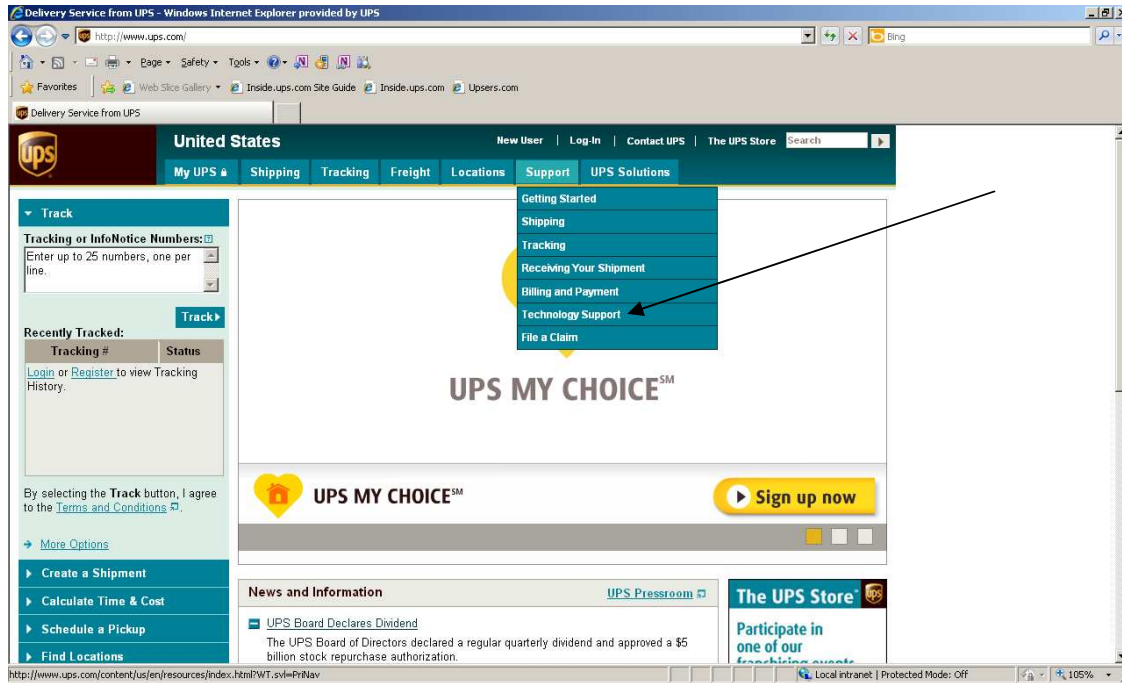 Delivery Service from UPS - Windows Internet Explorer provided by UPS
http://www.ups.com/
Bing
Page Safety Tools
Favorites Web Slice Gallery Inside.ups.com Site Guide Inside.ups.com Upsers.com
Delivery Service from UPS
ups
United States
New User | Log-In | Contact UPS | The UPS Store Search
My UPS Shipping Tracking Freight Locations Support UPS Solutions
Getting Started
Shipping
Tracking
Receiving Your Shipment
Billing and Payment
Technology Support
File a Claim
Track
Tracking or InfoNotice Numbers:
Enter up to 25 numbers, one per
line.
Track
Recently Tracked:
Tracking # Status
Login or Register to view Tracking
History.
By selecting the Track button, I agree
to the Terms and Conditions
More Options
Create a Shipment
Calculate Time & Cost
Schedule a Pickup
Find Locations
UPS MY CHOICE℠
UPS MY CHOICE℠
Sign up now
News and Information
UPS Pressroom
UPS Board Declares Dividend
The UPS Board of Directors declared a regular quarterly dividend and approved a $5
billion stock repurchase authorization.
The UPS Store
ups
Participate in
one of our
franchising events
http://www.ups.com/content/us/en/resources/index.html?WT.svl=PriNav
Local intranet | Protected Mode: Off
105%